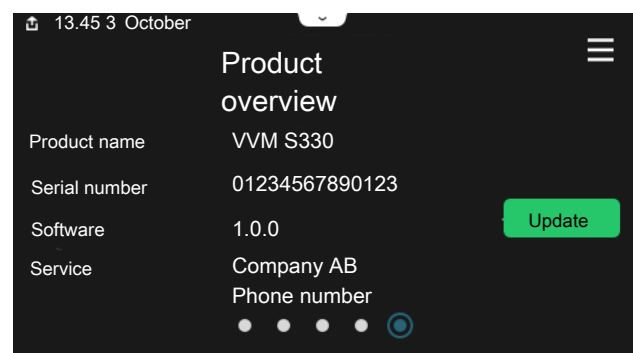 13.45 3 October
Product
overview
Product name VVM S330
Serial number 01234567890123
Software 1.0.0 Update
Service Company AB
Phone number